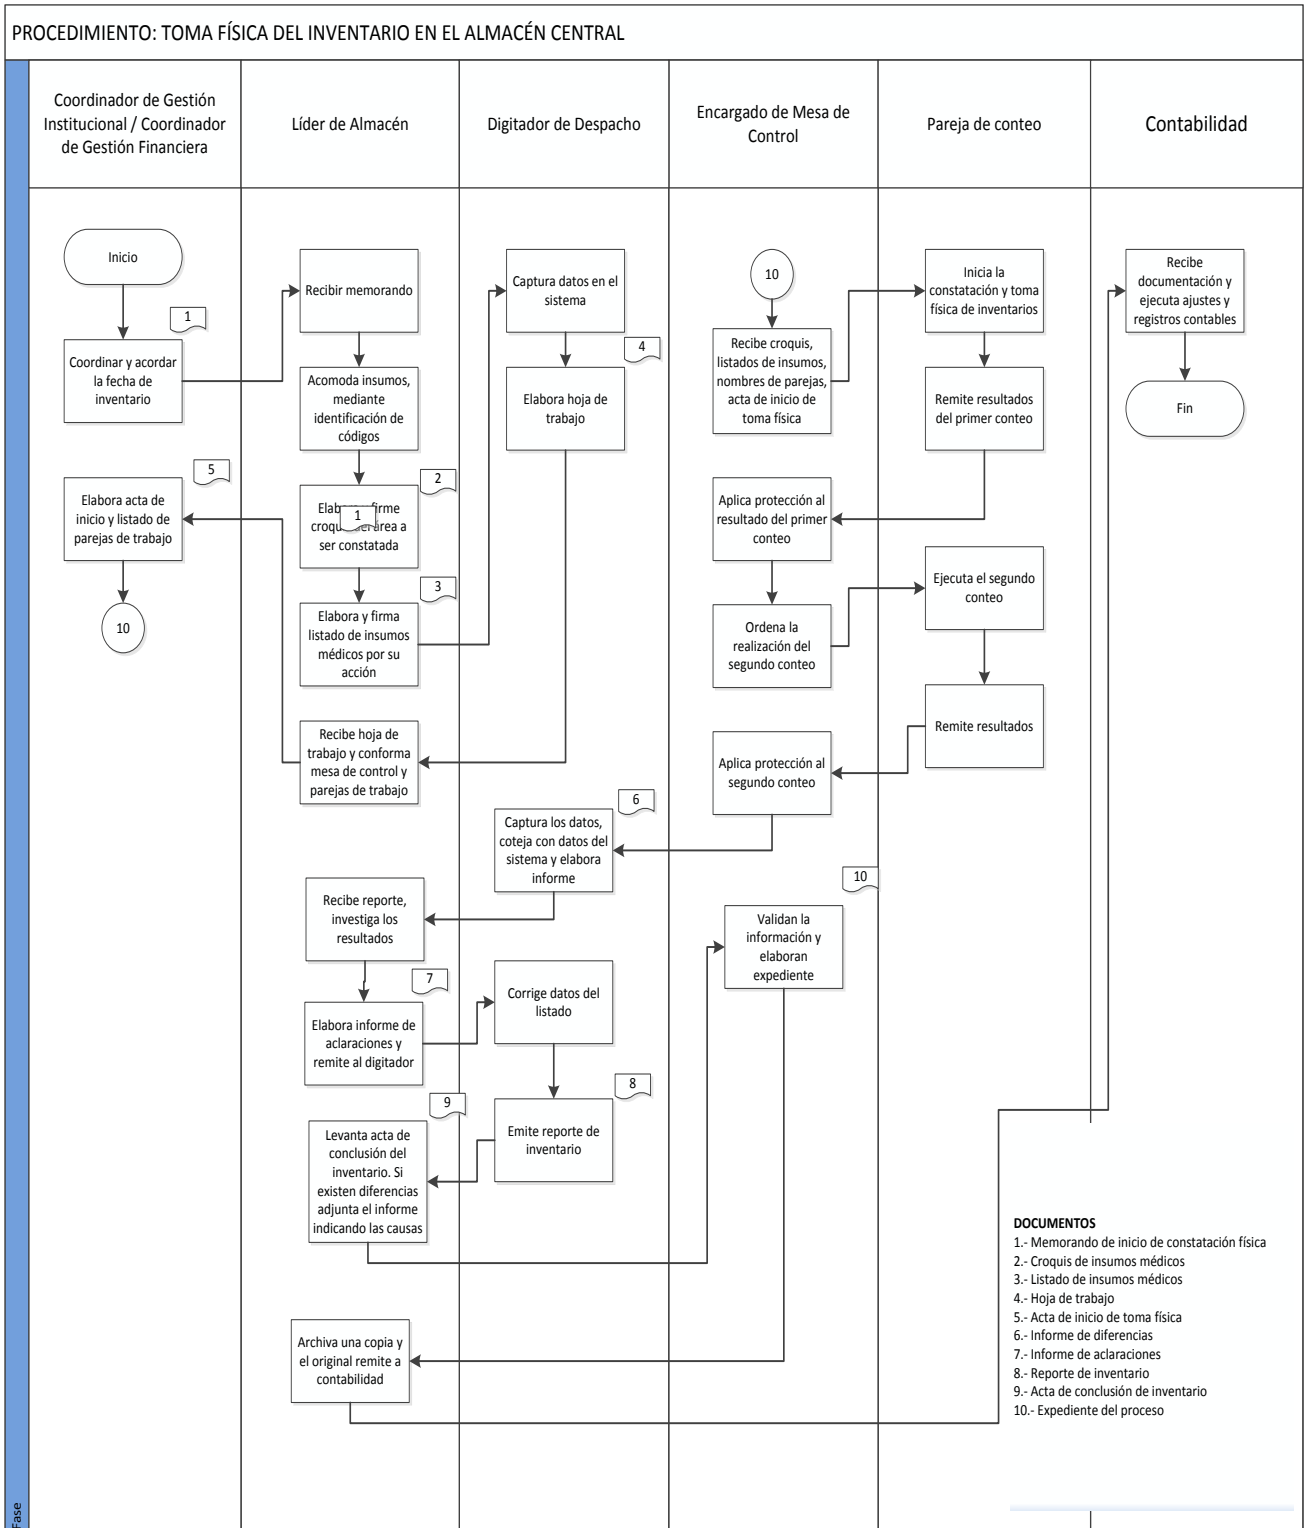 PROCEDIMIENTO: TOMA FÍSICA DEL INVENTARIO EN EL ALMACÉN CENTRAL
Coordinador de Gestión
Institucional / Coordinador
de Gestión Financiera
Líder de Almacén
Digitador de Despacho
Encargado de Mesa de
Control
Pareja de conteo
Contabilidad
Inicio
1
Coordinar y acordar
la fecha de
inventario
5
Elabora acta de
inicio y listado de
parejas de trabajo
10
Recibir memorando
Acomoda insumos,
mediante
identificación de
códigos
2
1
ser constatada
3
Elabora y firma
listado de insumos
médicos por su
acción
Recibe hoja de
trabajo y conforma
mesa de control y
parejas de trabajo
Recibe reporte,
investiga los
resultados
7
Elabora informe de
aclaraciones y
remite al digitador
9
Levanta acta de
conclusión del
inventario. Si
existen diferencias
adjunta el informe
indicando las causas
Archiva una copia y
el original remite a
contabilidad
Captura datos en el
sistema
4
Elabora hoja de
trabajo
6
Captura los datos,
coteja con datos del
sistema y elabora
informe
Corrige datos del
listado
8
Emite reporte de
inventario
10
Recibe croquis,
listados de insumos,
nombres de parejas,
acta de inicio de
toma física
Aplica protección al
resultado del primer
conteo
Ordena la
realización del
segundo conteo
Aplica protección al
segundo conteo
10
Validan la
información y
elaboran
expediente
Inicia la
constatación y toma
física de inventarios
Remite resultados
del primer conteo
Ejecuta el segundo
conteo
Remite resultados
Recibe
documentación y
ejecuta ajustes y
registros contables
Fin
DOCUMENTOS
1.- Memorando de inicio de constatación física
2.- Croquis de insumos médicos
3.- Listado de insumos médicos
4.- Hoja de trabajo
5.- Acta de inicio de toma física
6.- Informe de diferencias
7.- Informe de aclaraciones
8.- Reporte de inventario
9.- Acta de conclusión de inventario
10.- Expediente del proceso
Fase